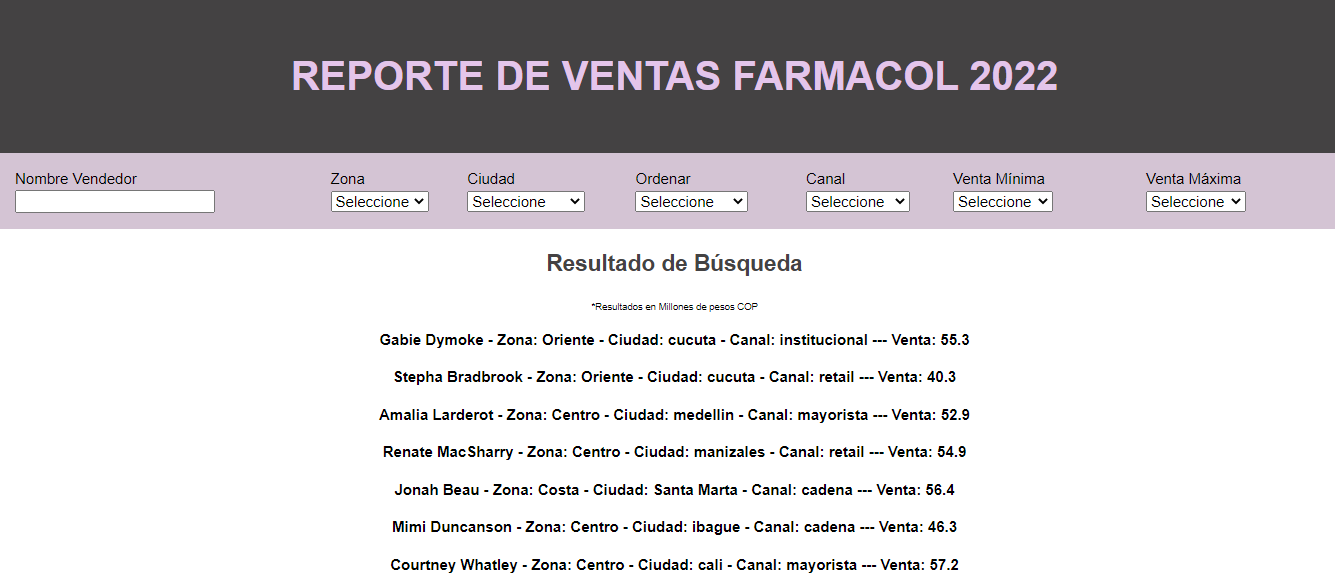 REPORTE DE VENTAS FARMACOL 2022
Nombre Vendedor Zona Ciudad Ordenar Canal Venta Mínima Venta Máxima
Seleccione Seleccione Seleccione Seleccione Seleccione Seleccione
Resultado de Búsqueda
*Resultados en Millones de pesos COP
Gabie Dymoke - Zona: Oriente - Ciudad: cucuta - Canal: institucional --- Venta: 55.3
Stepha Bradbrook - Zona: Oriente - Ciudad: cucuta - Canal: retail --- Venta: 40.3
Amalia Larderot - Zona: Centro - Ciudad: medellin - Canal: mayorista --- Venta: 52.9
Renate MacSharry - Zona: Centro - Ciudad: manizales - Canal: retail --- Venta: 54.9
Jonah Beau - Zona: Costa - Ciudad: Santa Marta - Canal: cadena --- Venta: 56.4
Mimi Duncanson - Zona: Centro - Ciudad: ibague - Canal: cadena --- Venta: 46.3
Courtney Whatley - Zona: Centro - Ciudad: cali - Canal: mayorista --- Venta: 57.2